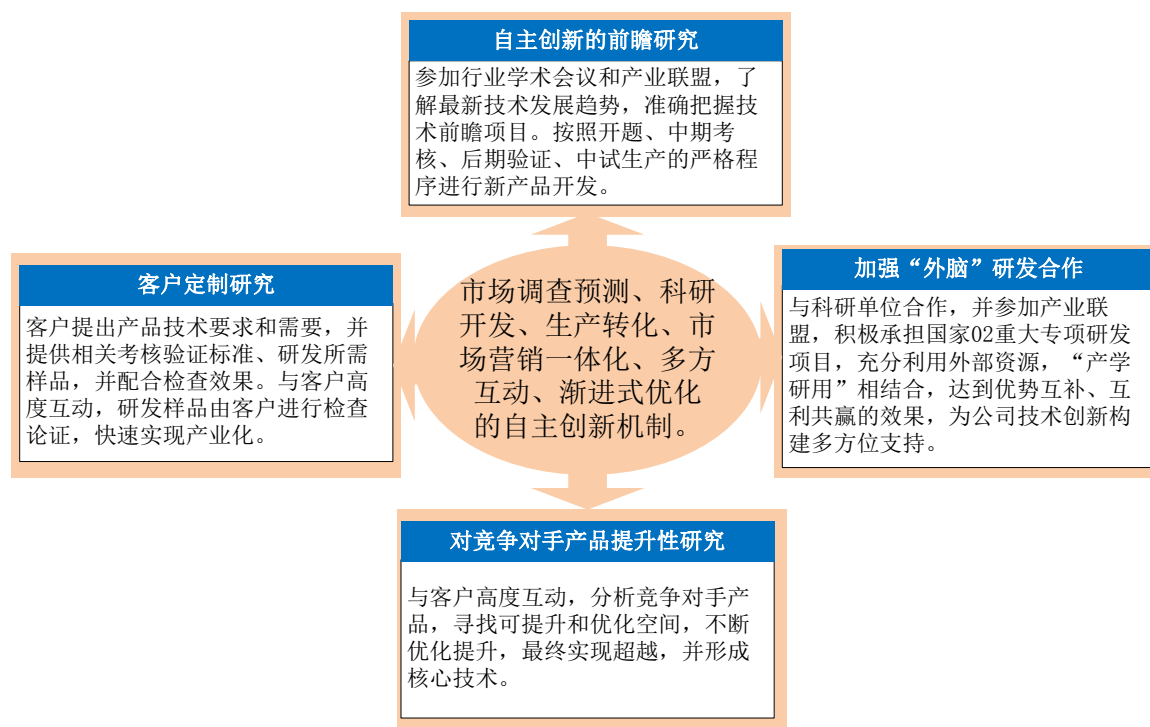 自主创新的前瞻研究
参加行业学术会议和产业联盟，了
解最新技术发展趋势，准确把握技
术前瞻项目。按照开题、中期考
核、后期验证、中试生产的严格程
序进行新产品开发。
客户定制研究
客户提出产品技术要求和需要，并
提供相关考核验证标准、研发所需
样品，并配合检查效果。与客户高
度互动，研发样品由客户进行检查
论证，快速实现产业化。
市场调查预测、科研
开发、生产转化、市
场营销一体化、多方
互动、渐进式优化
的自主创新机制。
加强“外脑”研发合作
与科研单位合作，并参加产业联
盟，积极承担国家02重大专项研发
项目，充分利用外部资源，“产学
研用”相结合，达到优势互补、互
利共赢的效果，为公司技术创新构
建多方位支持。
对竞争对手产品提升性研究
与客户高度互动，分析竞争对手产
品，寻找可提升和优化空间，不断
优化提升，最终实现超越，并形成
核心技术。